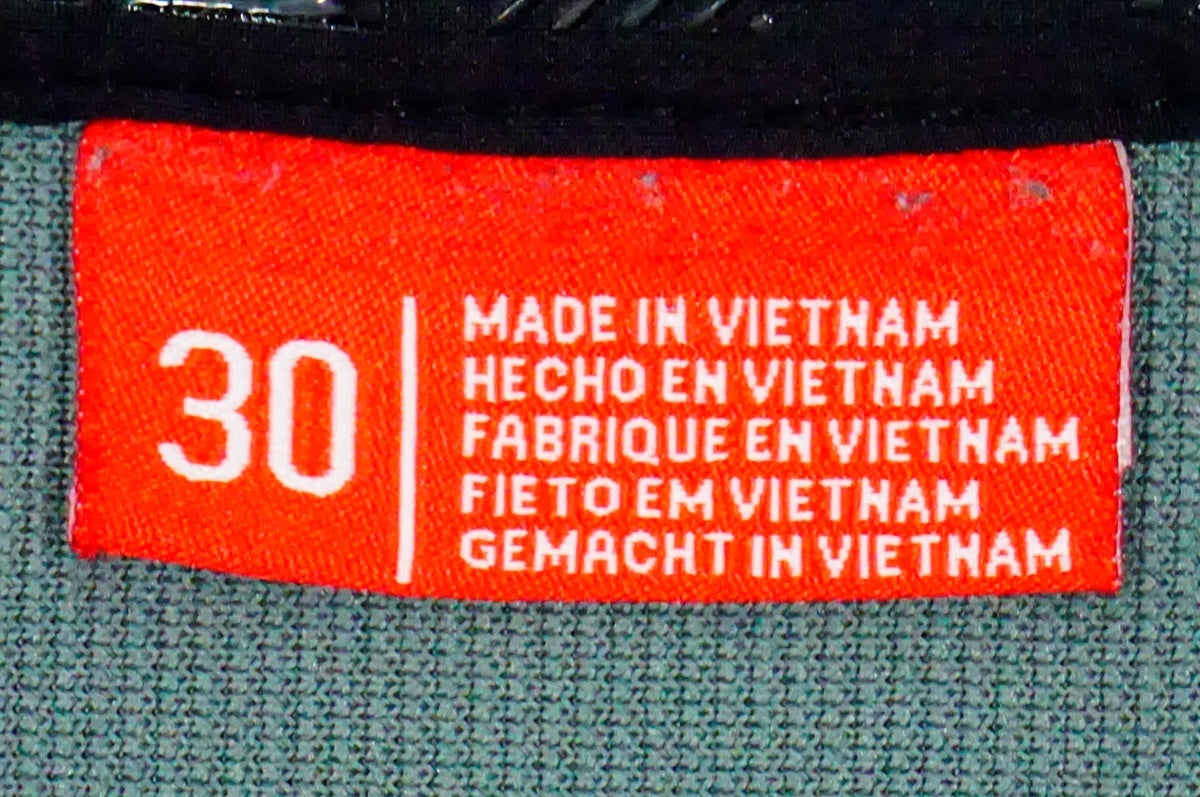 30
MADE IN VIETNAM
HECHO EN VIETNAM
FABRIQUE EN VIETNAM
FIETO EM VIETNAM
GEMACHT IN VIETNAM